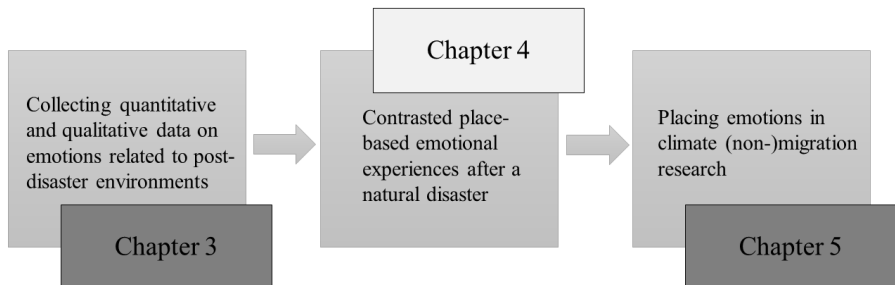 Collecting quantitative
and qualitative data on
emotions related to post-
disaster environments
Chapter 3
Chapter 4
Contrasted place-
based emotional
experiences after a
natural disaster
Placing emotions in
climate (non-)migration
research
Chapter 5